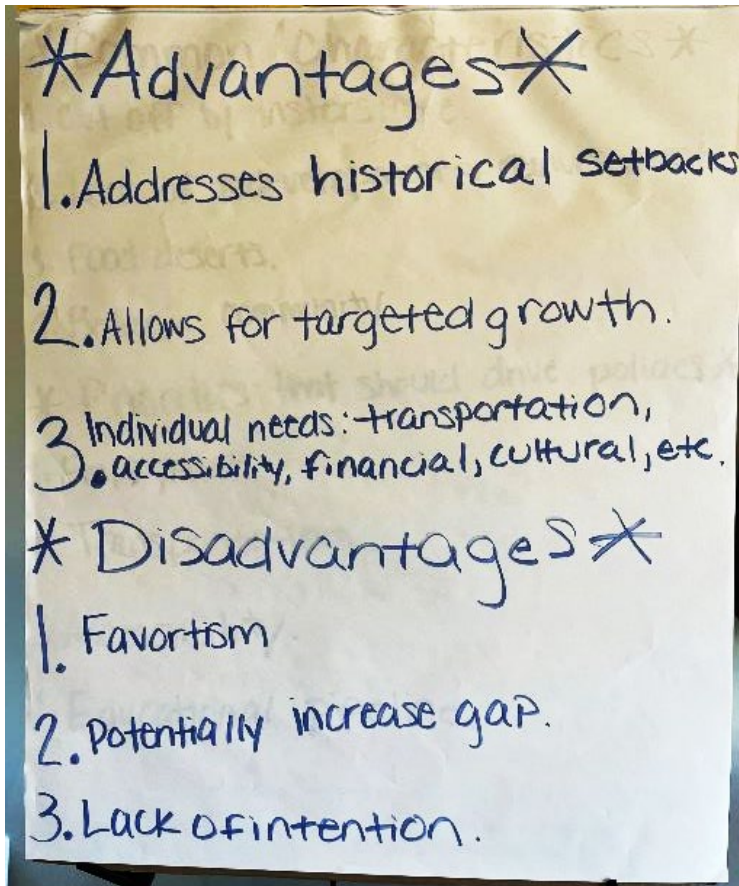 *Advantages*
1. Addresses historical setbacks
2. Allows for targeted growth.
3. Individual needs: transportation,
accessibility, financial, cultural, etc.
* Disadvantages*
1. Favortism
2. Potentially increase gap.
3. Lack of intention.